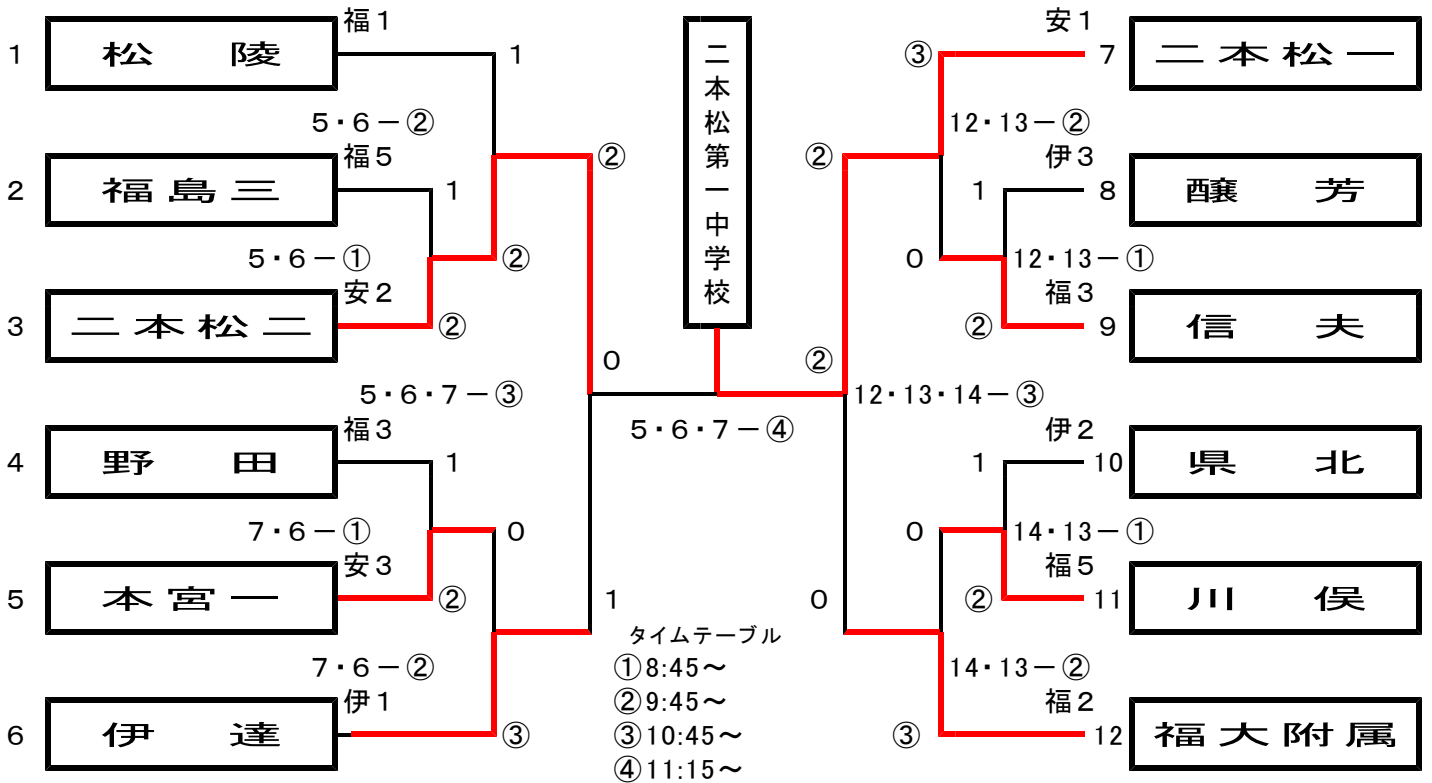 福1
1 松陵 1
5・6－②
福5
2 福島三 1
②
5・6－①
②
安2
3 二本松二 ②
0
5・6・7－③
福3
4 野田 1
7・6－①
0
安3
5 本宮一 ②
1
7・6－②
伊1
6 伊達 ③
二本松第一中学校
5・6・7－④
タイムテーブル
①8:45～
②9:45～
③10:45～
④11:15～
安1
③ 7 二本松一
12・13－②
②
伊3
1 8 醸芳
0
12・13－①
福3
② 9 信夫
②
12・13・14－③
伊2
1 10 県北
0
14・13－①
福5
② 11 川俣
0
14・13－②
福2
③ 12 福大附属